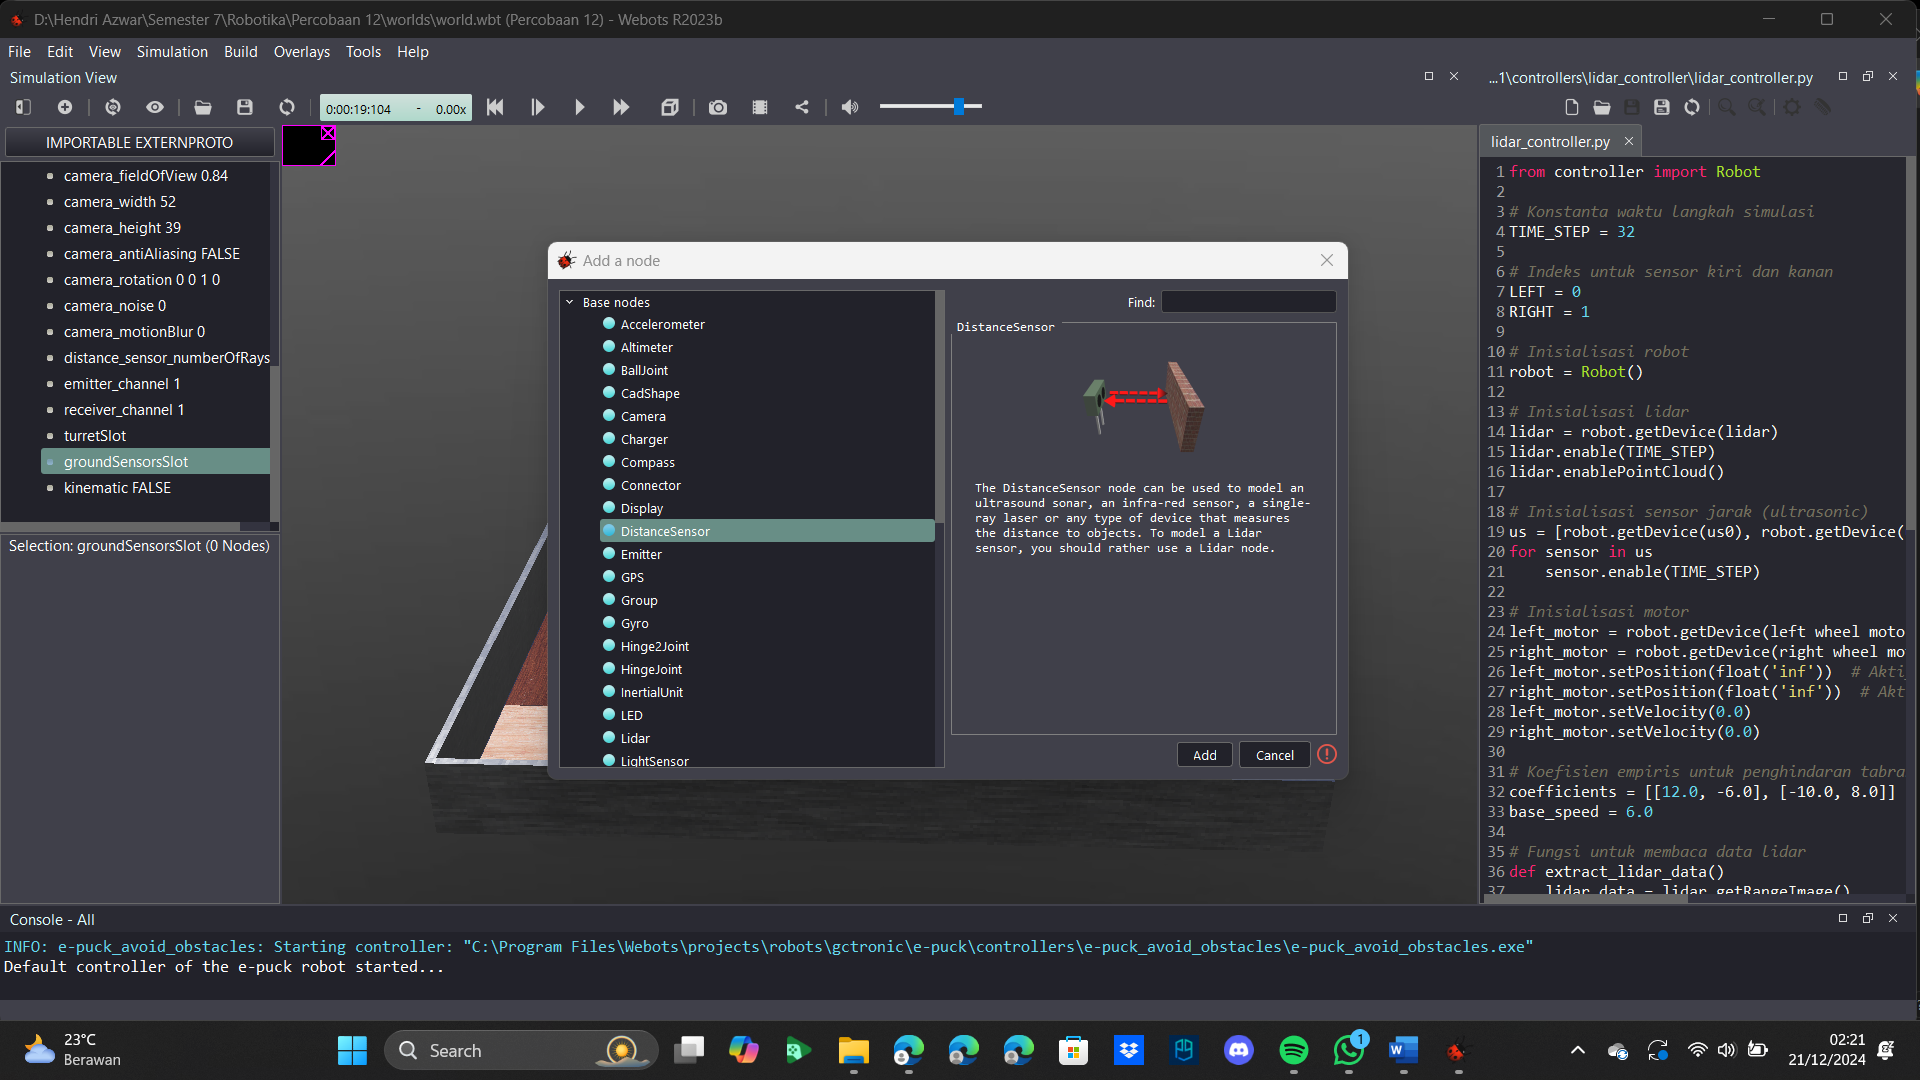 D:\Hendri Azwar\Semester 7\Robotika\Percobaan 12\worlds\world.wbt (Percobaan 12) - Webots R2023b
File Edit View Simulation Build Overlays Tools Help
Simulation View
0:00:19:104 - 0.00x
IMPORTABLE EXTERNPROTO
camera_fieldOfView 0.84
camera_width 52
camera_height 39
camera_antiAliasing FALSE
camera_rotation 0 0 1 0
camera_noise 0
camera_motionBlur 0
distance_sensor_numberOfRays
emitter_channel 1
receiver_channel 1
turretSlot
groundSensorsSlot
kinematic FALSE
Selection: groundSensorsSlot (0 Nodes)
Add a node
Base nodes
Accelerometer
Altimeter
BallJoint
CadShape
Camera
Charger
Compass
Connector
Display
DistanceSensor
Emitter
GPS
Group
Gyro
Hinge2Joint
HingeJoint
InertialUnit
LED
Lidar
LightSensor
Find:
DistanceSensor
The DistanceSensor node can be used to model an
ultrasound sonar, an infra-red sensor, a single-
ray laser or any type of device that measures
the distance to objects. To model a Lidar
sensor, you should rather use a Lidar node.
Add Cancel
...1\controllers\lidar_controller\lidar_controller.py
lidar_controller.py
1 from controller import Robot
2
3 # Konstanta waktu langkah simulasi
4 TIME_STEP = 32
5
6 # Indeks untuk sensor kiri dan kanan
7 LEFT = 0
8 RIGHT = 1
9
10 # Inisialisasi robot
11 robot = Robot()
12
13 # Inisialisasi lidar
14 lidar = robot.getDevice(lidar)
15 lidar.enable(TIME_STEP)
16 lidar.enablePointCloud()
17
18 # Inisialisasi sensor jarak (ultrasonic)
19 us = [robot.getDevice(us0), robot.getDevice(
20 for sensor in us
21 sensor.enable(TIME_STEP)
22
23 # Inisialisasi motor
24 left_motor = robot.getDevice(left wheel moto
25 right_motor = robot.getDevice(right wheel mo
26 left_motor.setPosition(float('inf')) # Akti
27 right_motor.setPosition(float('inf')) # Akt
28 left_motor.setVelocity(0.0)
29 right_motor.setVelocity(0.0)
30
31 # Koefisien empiris untuk penghindaran tabra
32 coefficients = [[12.0, -6.0], [-10.0, 8.0]]
33 base_speed = 6.0
34
35 # Fungsi untuk membaca data lidar
36 def extract_lidar_data()
37 lidar_data = lidar.getRangeImage()
Console - All
INFO: e-puck_avoid_obstacles: Starting controller: "C:\Program Files\Webots\projects\robots\gctronic\e-puck\controllers\e-puck_avoid_obstacles\e-puck_avoid_obstacles.exe"
Default controller of the e-puck robot started...
23°C
Berawan
Search
1
02:21
21/12/2024